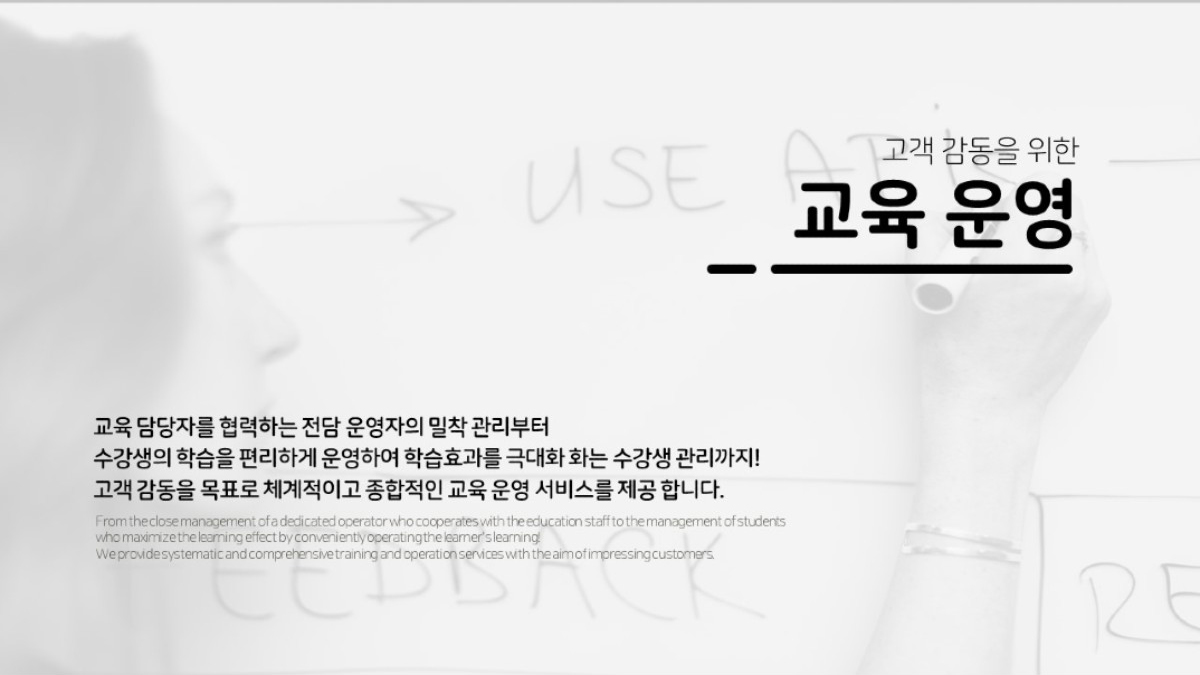 고객 감동을 위한
교육 운영
USE
교육 담당자를 협력하는 전담 운영자의 밀착 관리부터
수강생의 학습을 편리하게 운영하여 학습효과를 극대화 화는 수강생 관리까지!
고객 감동을 목표로 체계적이고 종합적인 교육 운영 서비스를 제공 합니다.
From the close management of a dedicated operator who cooperates with the education staff to the management of students
who maximize the learning effect by conveniently operating the learner's learning!
We provide systematic and comprehensive training and operation services with the aim of impressing customers.
FEEDBACK